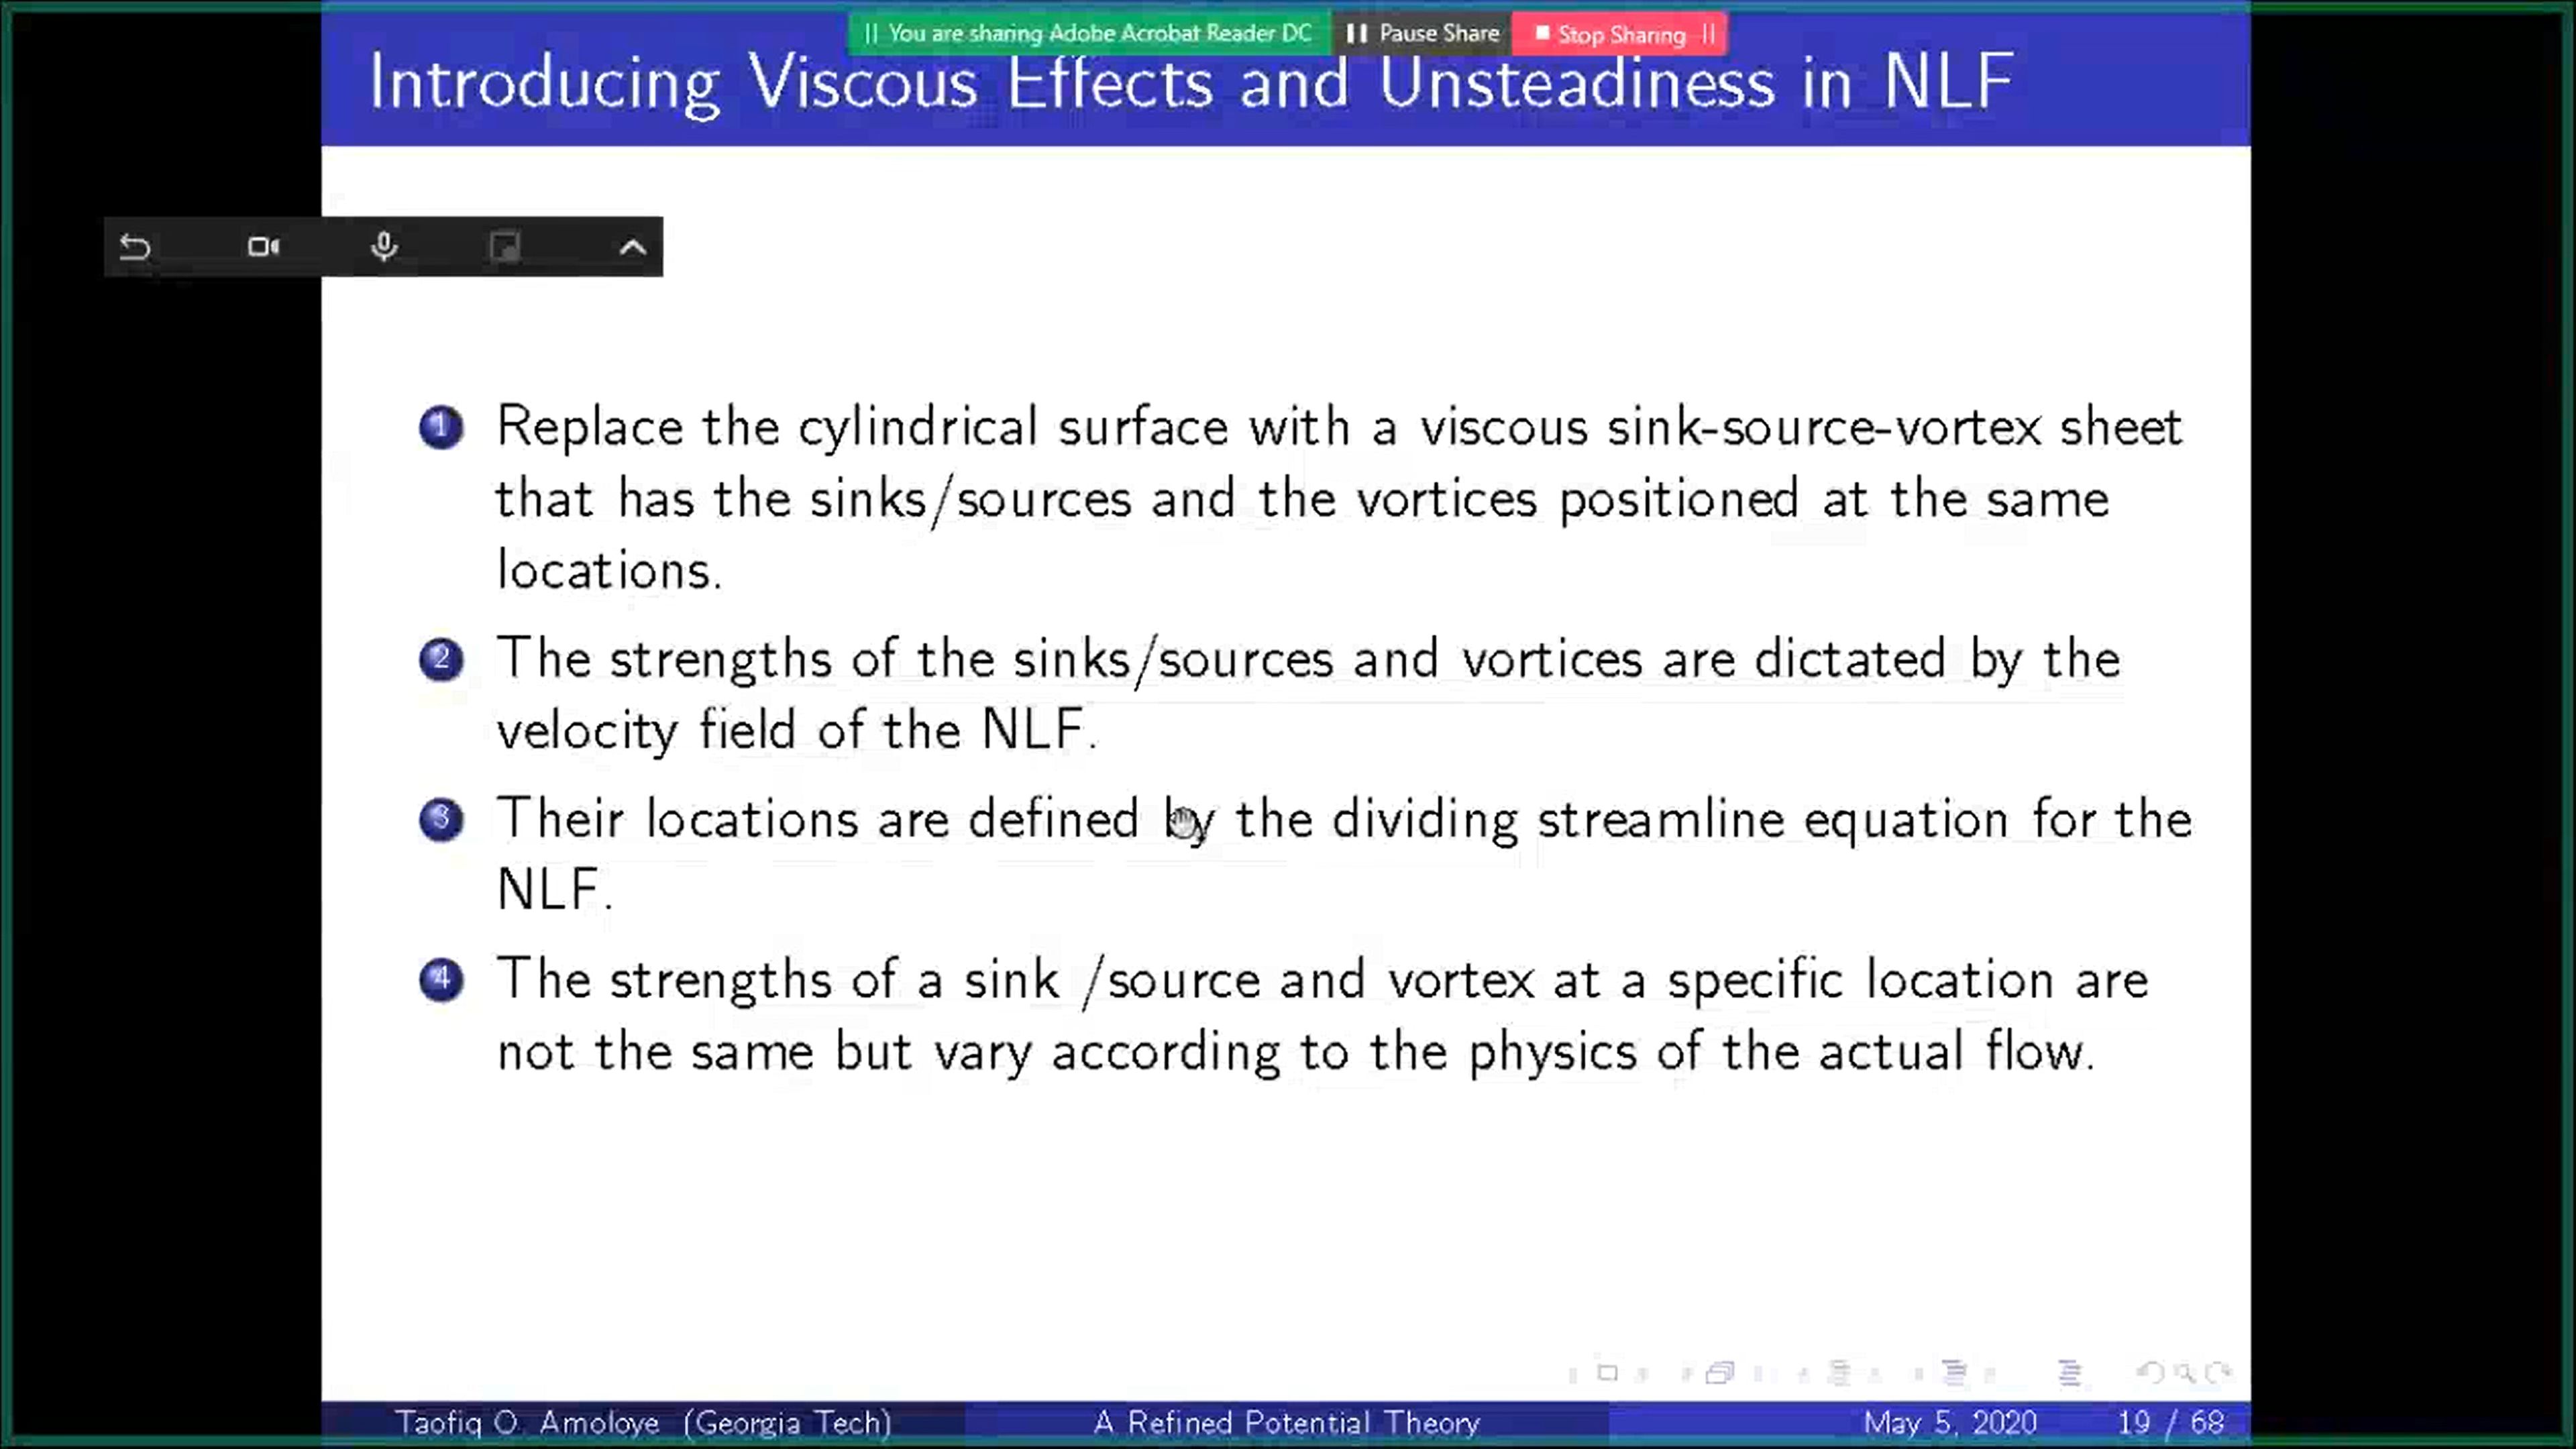 You are sharing Adobe Acrobat Reader DC Pause Share Stop Sharing
Introducing Viscous Effects and Unsteadiness in NLF
1 Replace the cylindrical surface with a viscous sink-source-vortex sheet
that has the sinks/sources and the vortices positioned at the same
locations.
2 The strengths of the sinks/sources and vortices are dictated by the
velocity field of the NLF.
3 Their locations are defined by the dividing streamline equation for the
NLF.
4 The strengths of a sink /source and vortex at a specific location are
not the same but vary according to the physics of the actual flow.
Taofiq O. Amoloye (Georgia Tech) A Refined Potential Theory May 5, 2020 19 / 68